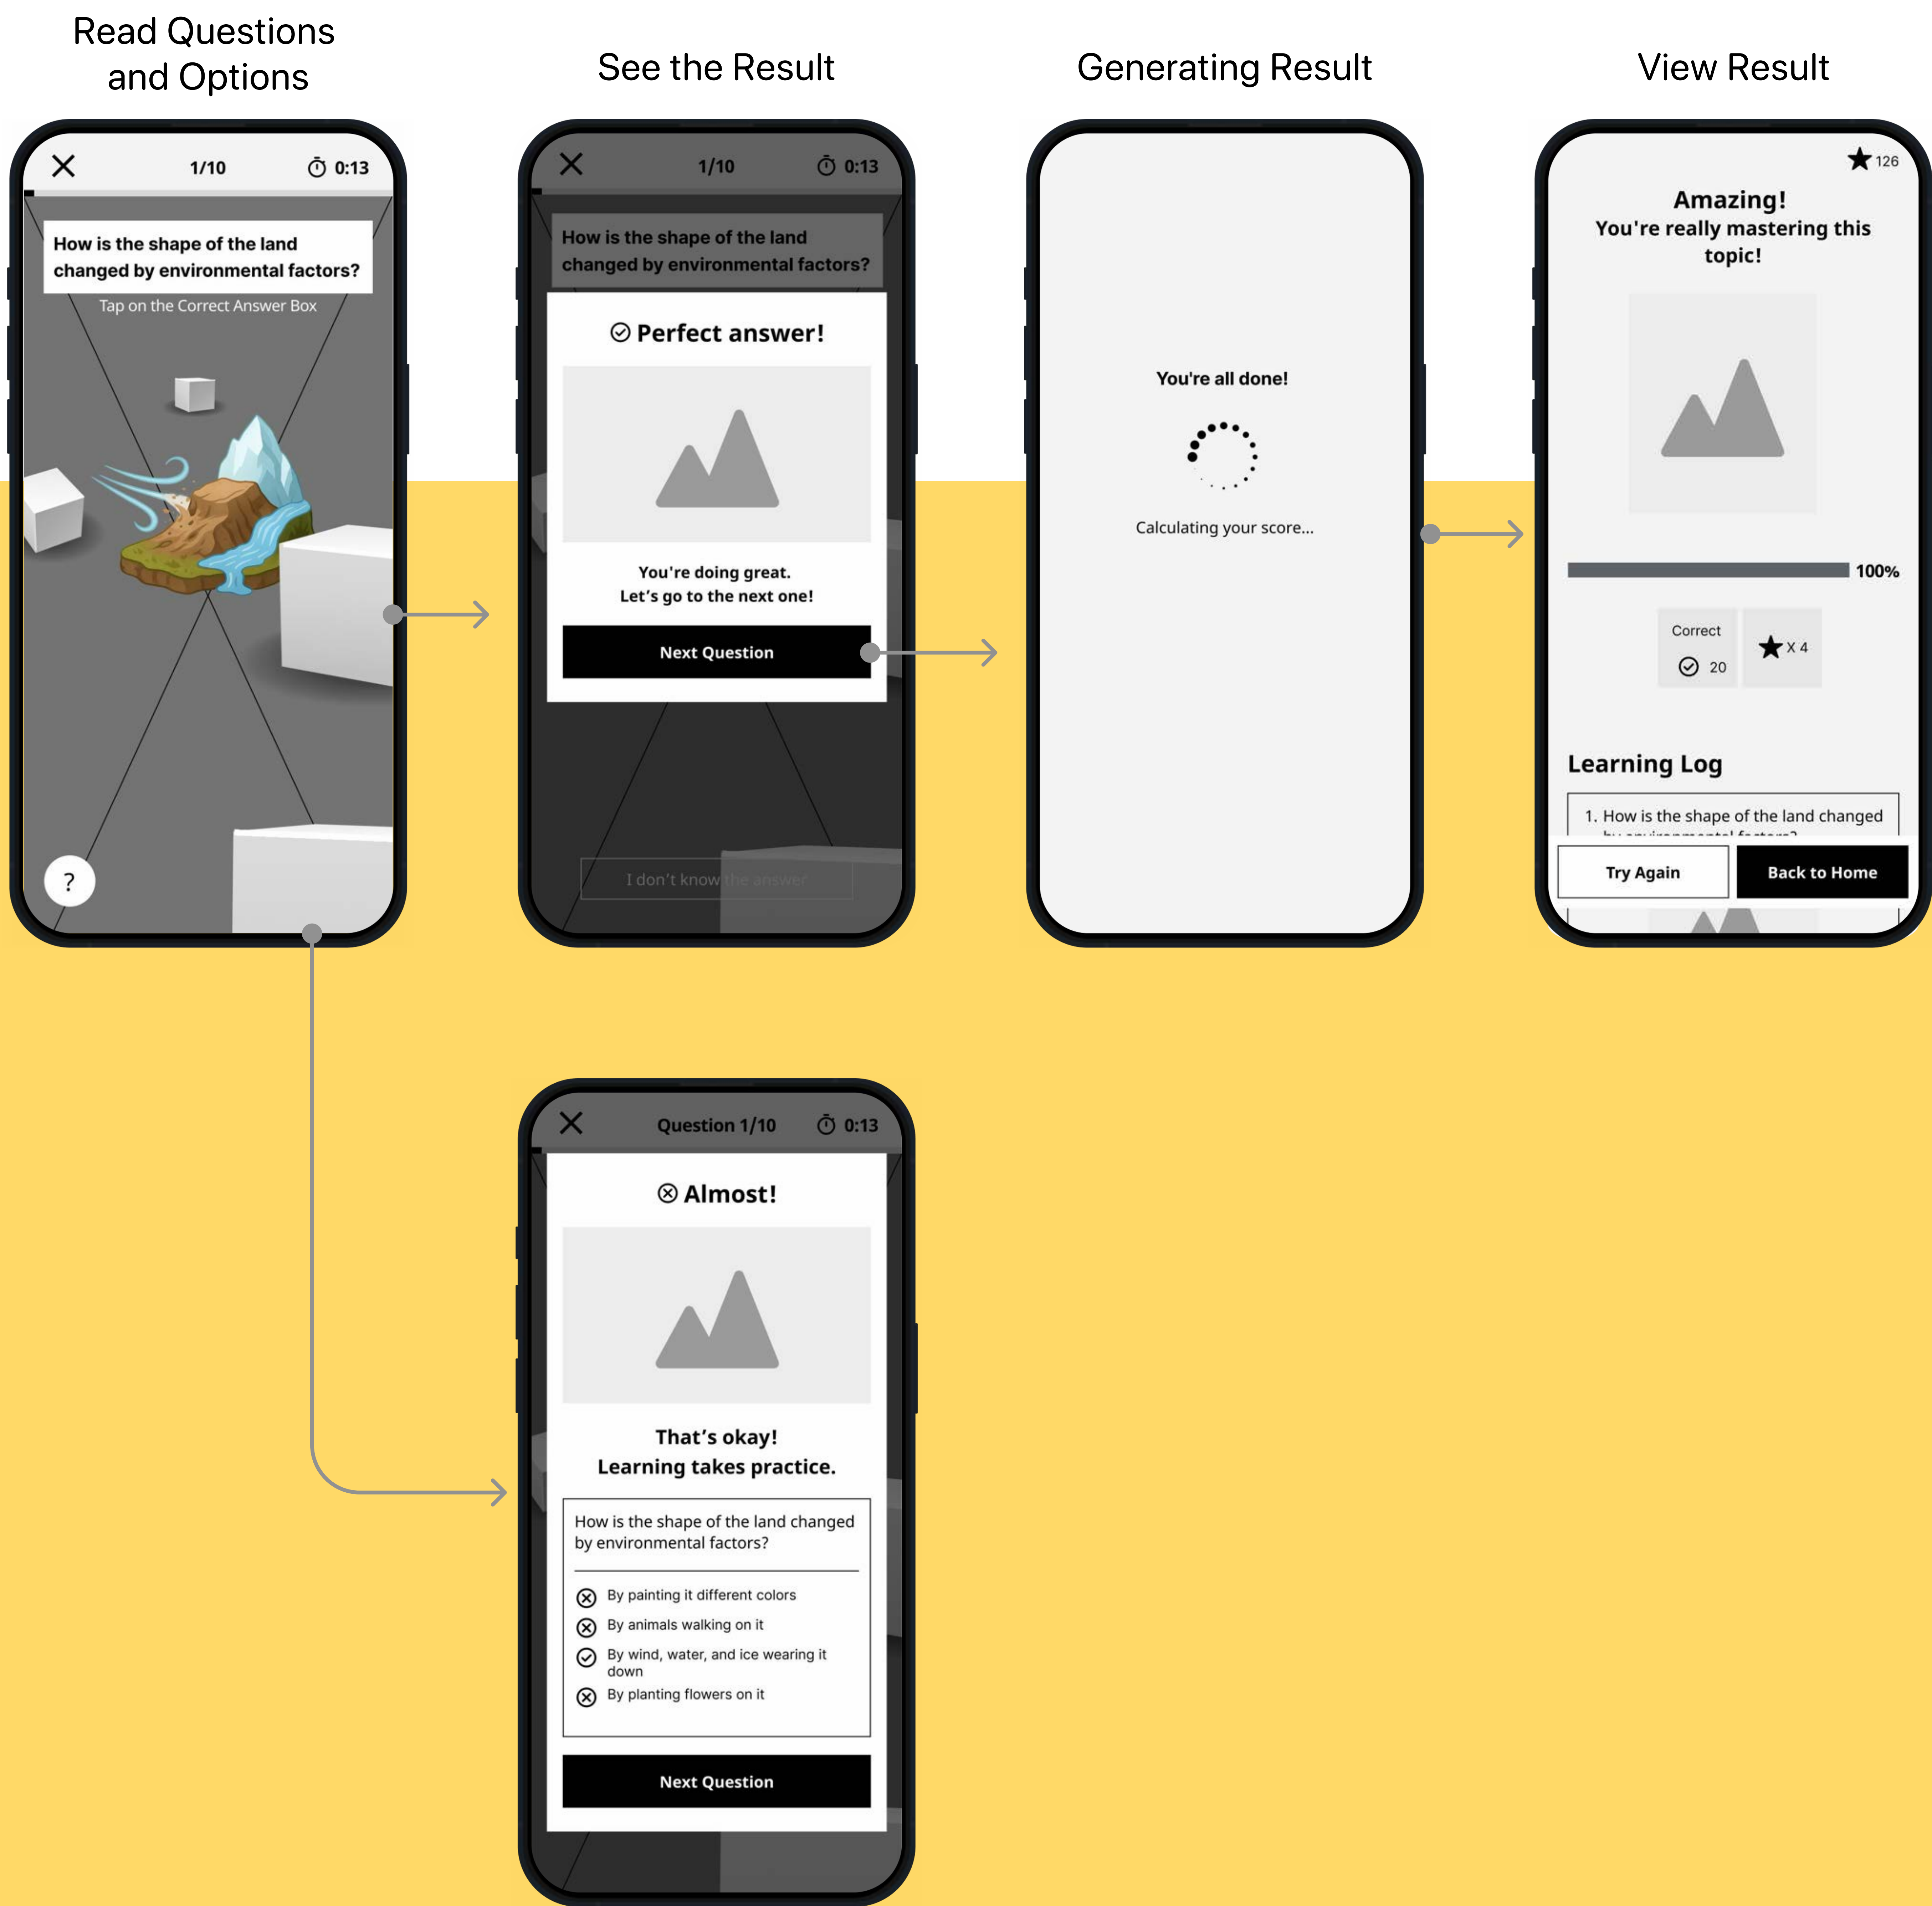 Read Questions
and Options
See the Result
Generating Result
View Result
1/10
0:13
How is the shape of the land
changed by environmental factors?
Tap on the Correct Answer Box
?
1/10
0:13
How is the shape of the land
changed by environmental factors?
Perfect answer!
You're doing great.
Let's go to the next one!
Next Question
I don't know the answer
You're all done!
Calculating your score...
126
Amazing!
You're really mastering this
topic!
100%
Correct
20
X 4
Learning Log
1. How is the shape of the land changed
by environmental factors?
Try Again
Back to Home
Question 1/10
0:13
Almost!
That's okay!
Learning takes practice.
How is the shape of the land changed
by environmental factors?
By painting it different colors
By animals walking on it
By wind, water, and ice wearing it
down
By planting flowers on it
Next Question